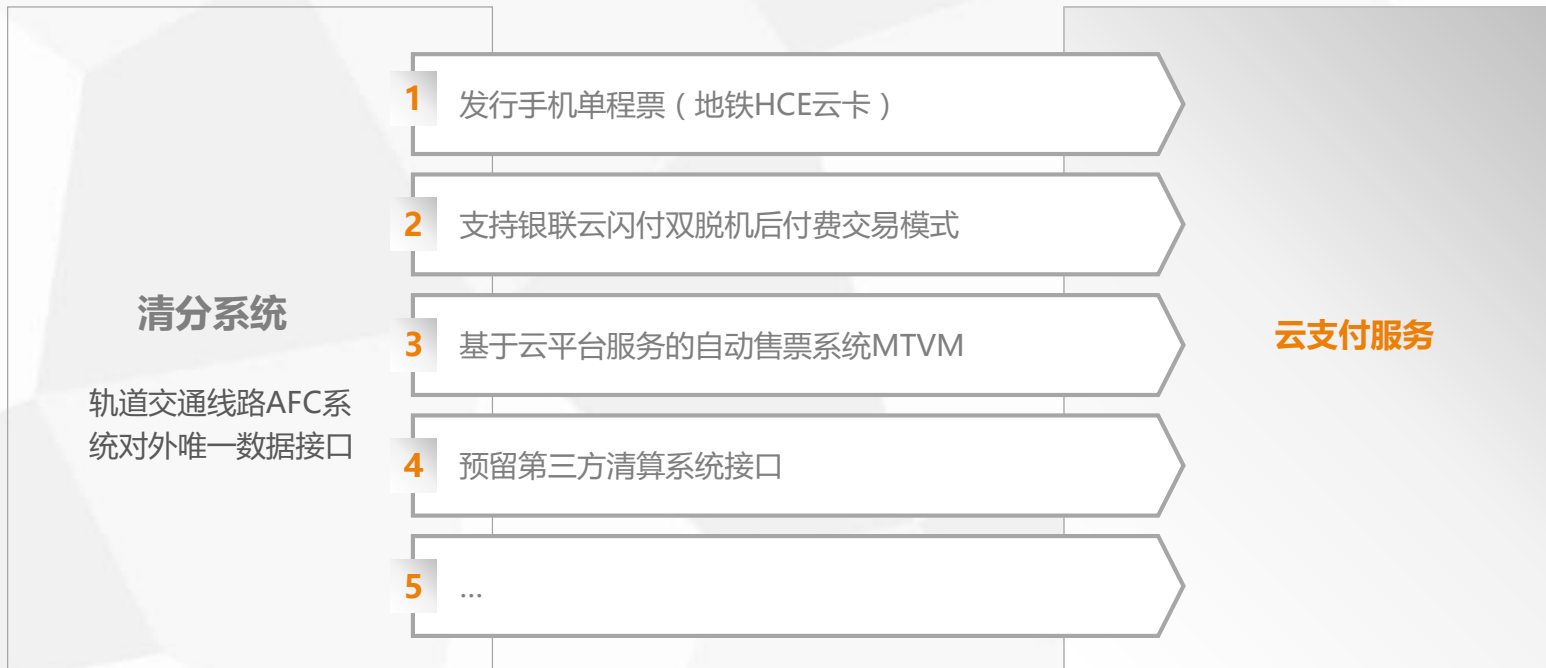 清分系统
轨道交通线路AFC系
统对外唯一数据接口
1
发行手机单程票（地铁HCE云卡）
2
支持银联云闪付双脱机后付费交易模式
3
基于云平台服务的自动售票系统MTVM
4
预留第三方清算系统接口
5
...
云支付服务